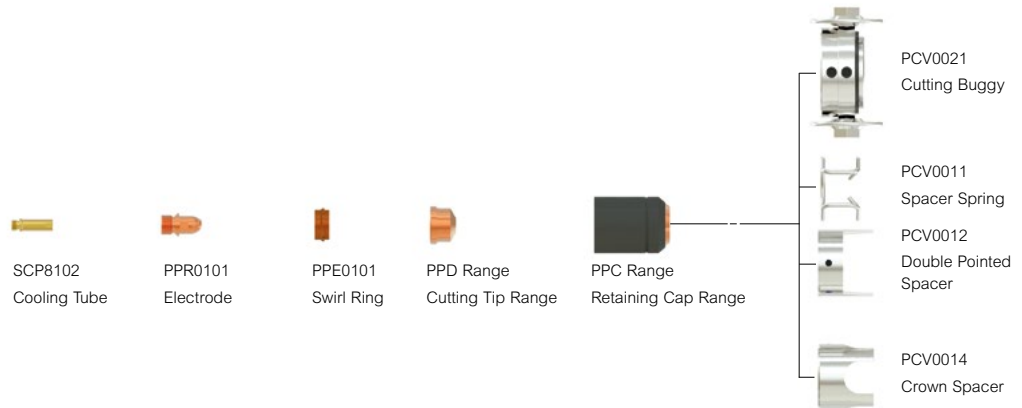 PCV0021
Cutting Buggy
PCV0011
Spacer Spring
PCV0012
Double Pointed
Spacer
SCP8102
Cooling Tube
PPR0101
Electrode
PPE0101
Swirl Ring
PPD Range
Cutting Tip Range
PPC Range
Retaining Cap Range
PCV0014
Crown Spacer